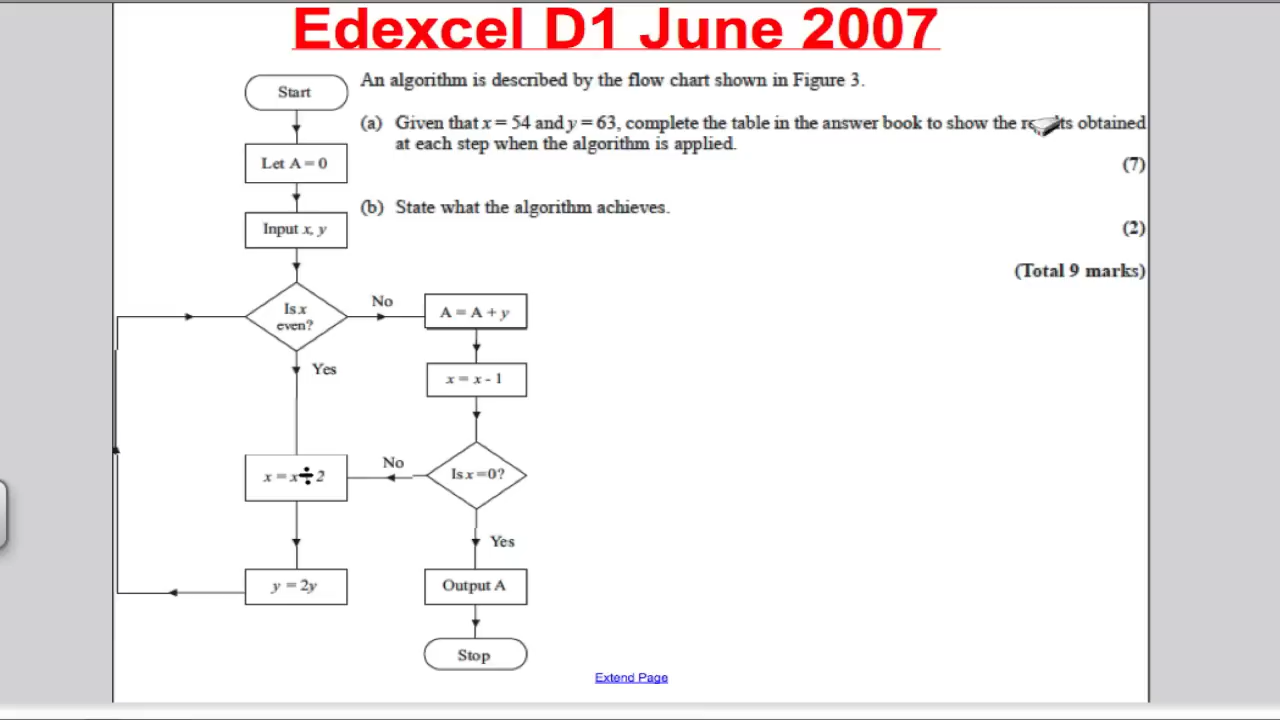 Edexcel D1 June 2007
An algorithm is described by the flow chart shown in Figure 3.
(a) Given that x = 54 and y = 63, complete the table in the answer book to show the obtained
at each step when the algorithm is applied.
(7)
(b) State what the algorithm achieves.
(2)
(Total 9 marks)
Start
Let A = 0
Input x, y
Is x
even?
No
A = A + y
Yes
x = x - 1
x = x ÷ 2
No
Is x =0?
Yes
y = 2y
Output A
Stop
Extend Page